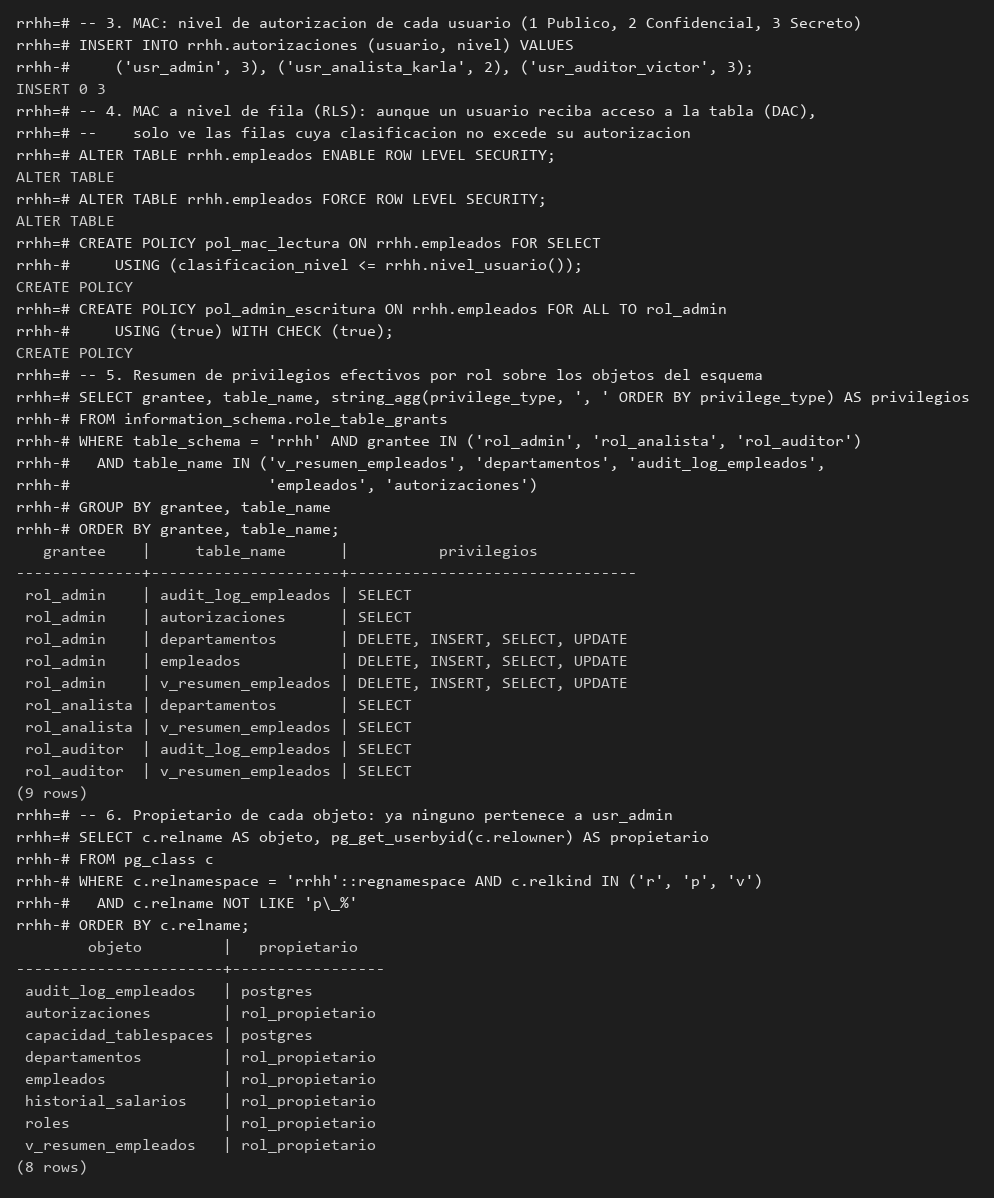 rrhh=# -- 3. MAC: nivel de autorizacion de cada usuario (1 Publico, 2 Confidencial, 3 Secreto)
rrhh=# INSERT INTO rrhh.autorizaciones (usuario, nivel) VALUES
rrhh-#     ('usr_admin', 3), ('usr_analista_karla', 2), ('usr_auditor_victor', 3);
INSERT 0 3
rrhh=# -- 4. MAC a nivel de fila (RLS): aunque un usuario reciba acceso a la tabla (DAC),
rrhh=# --    solo ve las filas cuya clasificacion no excede su autorizacion
rrhh=# ALTER TABLE rrhh.empleados ENABLE ROW LEVEL SECURITY;
ALTER TABLE
rrhh=# ALTER TABLE rrhh.empleados FORCE ROW LEVEL SECURITY;
ALTER TABLE
rrhh=# CREATE POLICY pol_mac_lectura ON rrhh.empleados FOR SELECT
rrhh-#     USING (clasificacion_nivel <= rrhh.nivel_usuario());
CREATE POLICY
rrhh=# CREATE POLICY pol_admin_escritura ON rrhh.empleados FOR ALL TO rol_admin
rrhh-#     USING (true) WITH CHECK (true);
CREATE POLICY
rrhh=# -- 5. Resumen de privilegios efectivos por rol sobre los objetos del esquema
rrhh=# SELECT grantee, table_name, string_agg(privilege_type, ', ' ORDER BY privilege_type) AS privilegios
rrhh-# FROM information_schema.role_table_grants
rrhh-# WHERE table_schema = 'rrhh' AND grantee IN ('rol_admin', 'rol_analista', 'rol_auditor')
rrhh-#   AND table_name IN ('v_resumen_empleados', 'departamentos', 'audit_log_empleados',
rrhh-#                      'empleados', 'autorizaciones')
rrhh-# GROUP BY grantee, table_name
rrhh-# ORDER BY grantee, table_name;
   grantee    |     table_name      |          privilegios
--------------+---------------------+--------------------------------
 rol_admin    | audit_log_empleados | SELECT
 rol_admin    | autorizaciones      | SELECT
 rol_admin    | departamentos       | DELETE, INSERT, SELECT, UPDATE
 rol_admin    | empleados           | DELETE, INSERT, SELECT, UPDATE
 rol_admin    | v_resumen_empleados | DELETE, INSERT, SELECT, UPDATE
 rol_analista | departamentos       | SELECT
 rol_analista | v_resumen_empleados | SELECT
 rol_auditor  | audit_log_empleados | SELECT
 rol_auditor  | v_resumen_empleados | SELECT
(9 rows)
rrhh=# -- 6. Propietario de cada objeto: ya ninguno pertenece a usr_admin
rrhh=# SELECT c.relname AS objeto, pg_get_userbyid(c.relowner) AS propietario
rrhh-# FROM pg_class c
rrhh-# WHERE c.relnamespace = 'rrhh'::regnamespace AND c.relkind IN ('r', 'p', 'v')
rrhh-#   AND c.relname NOT LIKE 'p\_%'
rrhh-# ORDER BY c.relname;
        objeto         |   propietario
-----------------------+-----------------
 audit_log_empleados   | postgres
 autorizaciones        | rol_propietario
 capacidad_tablespaces | postgres
 departamentos         | rol_propietario
 empleados             | rol_propietario
 historial_salarios    | rol_propietario
 roles                 | rol_propietario
 v_resumen_empleados   | rol_propietario
(8 rows)